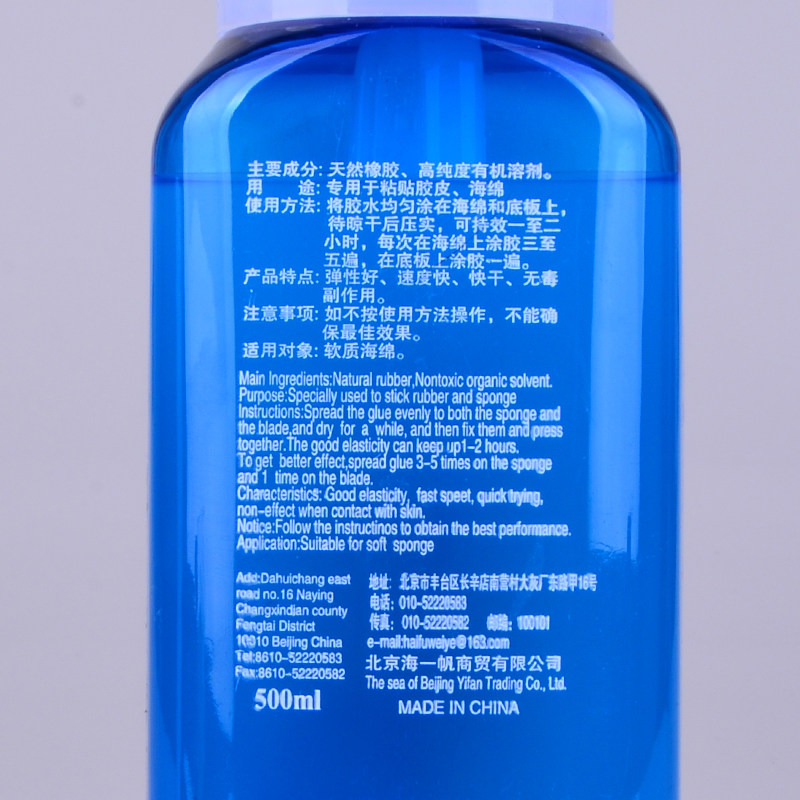 主要成分: 天然橡胶、高纯度有机溶剂。
用 途: 专用于粘贴胶皮、海绵
使用方法: 将胶水均匀涂在海绵和底板上，
待晾干后压实，可持效一至二
小时，每次在海绵上涂胶三至
五遍，在底板上涂胶一遍。
产品特点: 弹性好、速度快、快干、无毒
副作用。
注意事项: 如不按使用方法操作，不能确
保最佳效果。
适用对象: 软质海绵。
Main Ingredients:Natural rubber,Nontoxic organic solvent.
Purpose:Specially used to stick rubber and sponge
Instructions:Spread the glue evenly to both the sponge and
the blade,and dry for a while, and then fix them and press
together.The good elasticity can keep up1-2 hours.
To get better effect,spread glue 3-5 times on the sponge
and 1 time on the blade.
Characteristics: Good elasticity, fast speet, quick trying,
non-effect when contact with skin.
Notice:Follow the instructinos to obtain the best performance.
Application:Suitable for soft sponge
Add:Dahuichang east
road no.16 Naying
Changxindian county
Fengtai District
10010 Beijing China
Tel:8610-52220583
Fax:8610-52220582
500ml
地址: 北京市丰台区长辛店南营村大灰厂东路甲16号
电话: 010-52220583
传真: 010-52220582 邮编: 100101
e-mail:haifuweiye@163.com
北京海一帆商贸有限公司
The sea of Beijing Yifan Trading Co., Ltd.
MADE IN CHINA